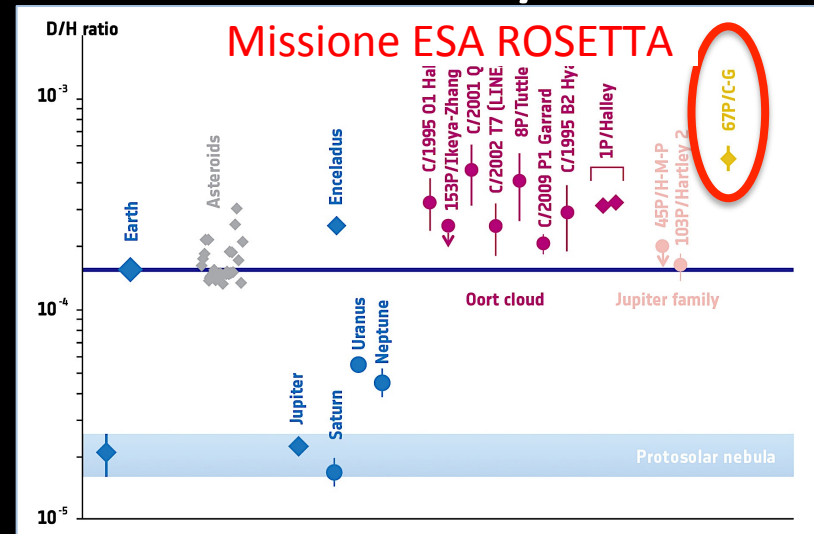 D/H ratio
Missione ESA ROSETTA
10-3
10-4
10-5
Earth
Asteroids
Enceladus
C/1995 O1 Hal
153P/Ikeya-Zhang
C/2001 Q
C/2002 T7 (LINE
8P/Tuttle
C/2009 P1 Garrard
C/1995 B2 Hya
1P/Halley
45P/H-M-P
103P/Hartley 2
67P/C-G
Oort cloud
Jupiter family
Uranus
Neptune
Jupiter
Saturn
Protosolar nebula